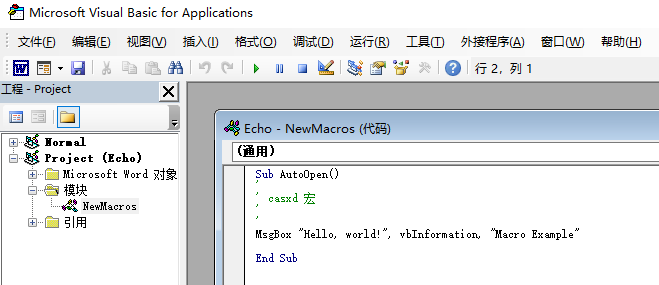 Microsoft Visual Basic for Applications
文件(F) 编辑(E) 视图(V) 插入(I) 格式(O) 调试(D) 运行(R) 工具(T) 外接程序(A) 窗口(W) 帮助(H)
行 2，列 1
工程 - Project
Normal
Project (Echo)
Microsoft Word 对象
模块
NewMacros
引用
Echo - NewMacros (代码)
(通用)
Sub AutoOpen()
'
' casxd 宏
'
'
MsgBox "Hello, world!", vbInformation, "Macro Example"
End Sub